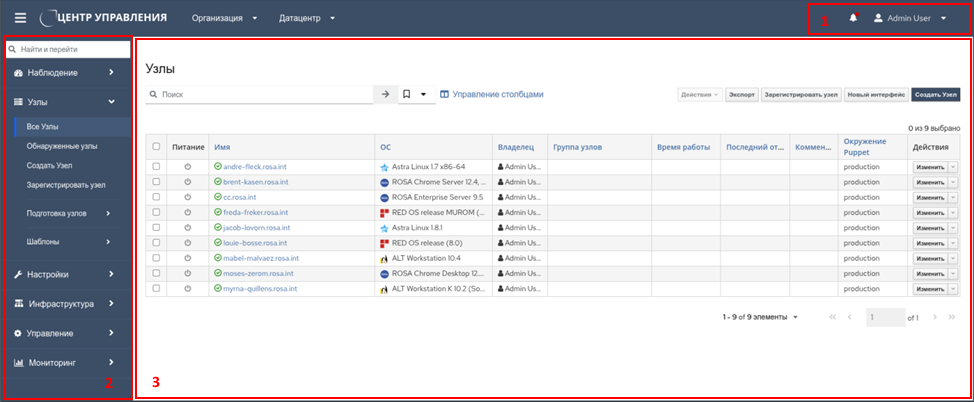 ЦЕНТР УПРАВЛЕНИЯ Организация Датацентр 1 Admin User
Найти и перейти
Наблюдение
Узлы
Все Узлы
Обнаруженные узлы
Создать Узел
Зарегистрировать узел
Подготовка узлов
Шаблоны
Настройки
Инфраструктура
Управление
Мониторинг
2
Узлы
Поиск Управление столбцами Действия Экспорт Зарегистрировать узел Новый интерфейс Создать Узел
0 из 9 выбрано
Питание Имя ОС Владелец Группа узлов Время работы Последний от... Коммен... Окружение Puppet Действия
andre-fleck.rosa.int Astra Linux 1.7 x86-64 Admin Us... production Изменить
brent-kasen.rosa.int ROSA Chrome Server 12.4, ... Admin Us... production Изменить
cc.rosa.int ROSA Enterprise Server 9.5 Admin Us... production Изменить
freda-freker.rosa.int RED OS release MUROM (... Admin Us... production Изменить
jacob-lovorn.rosa.int Astra Linux 1.8.1 Admin Us... production Изменить
louie-bosse.rosa.int RED OS release (8.0) Admin Us... production Изменить
mabel-malvaez.rosa.int ALT Workstation 10.4 Admin Us... production Изменить
moses-zerom.rosa.int ROSA Chrome Desktop 12.... Admin Us... production Изменить
myrna-quillens.rosa.int ALT Workstation K 10.2 (So... Admin Us... production Изменить
1 - 9 of 9 элементы 1 of 1
3